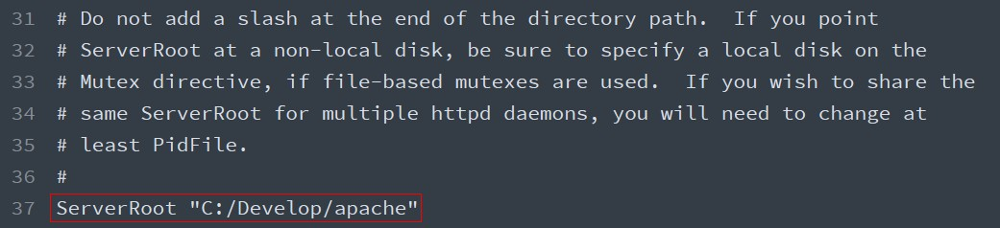 31 # Do not add a slash at the end of the directory path.  If you point
32 # ServerRoot at a non-local disk, be sure to specify a local disk on the
33 # Mutex directive, if file-based mutexes are used.  If you wish to share the
34 # same ServerRoot for multiple httpd daemons, you will need to change at
35 # least PidFile.
36 #
37 ServerRoot "C:/Develop/apache"